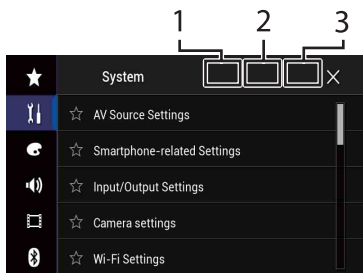 1 2 3
System
AV Source Settings
Smartphone-related Settings
Input/Output Settings
Camera settings
Wi-Fi Settings